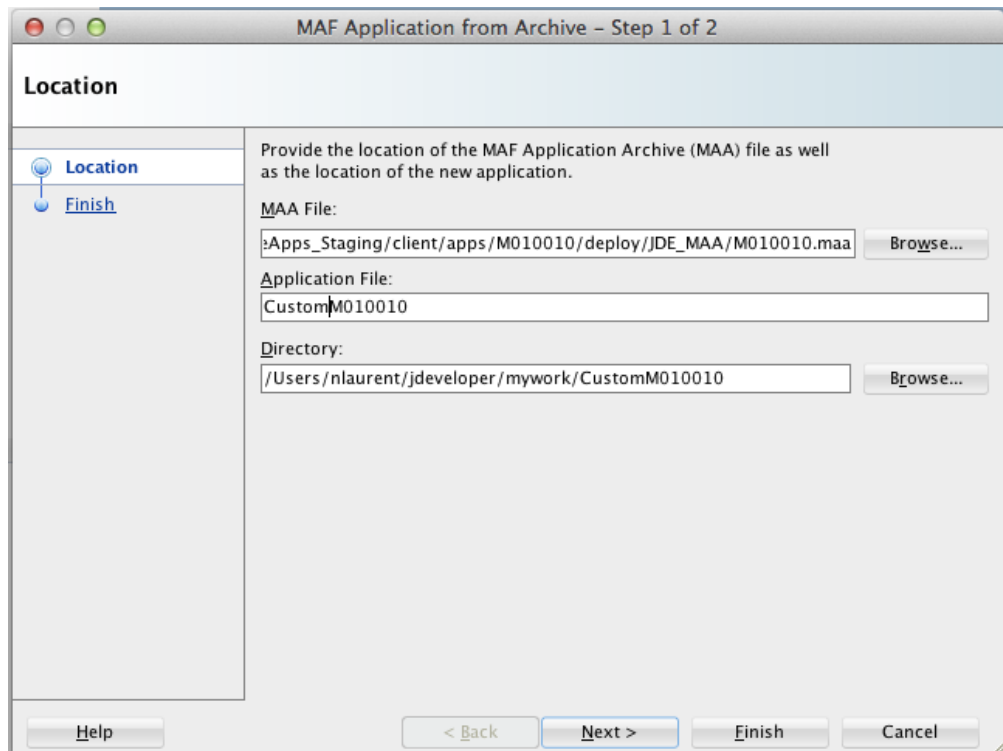 MAF Application from Archive – Step 1 of 2
Location
Location
Finish
Provide the location of the MAF Application Archive (MAA) file as well
as the location of the new application.
MAA File:
eApps_Staging/client/apps/M010010/deploy/JDE_MAA/M010010.maa
Browse...
Application File:
CustomM010010
Directory:
/Users/nlaurent/jdeveloper/mywork/CustomM010010
Browse...
Help
< Back
Next >
Finish
Cancel